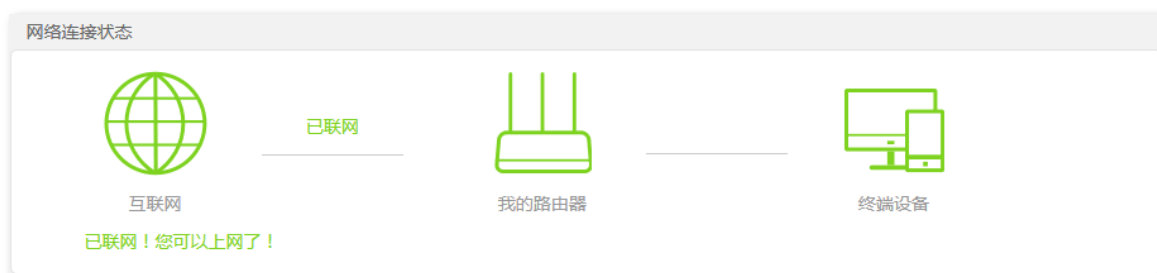 网络连接状态
已联网
互联网
我的路由器
终端设备
已联网！您可以上网了！